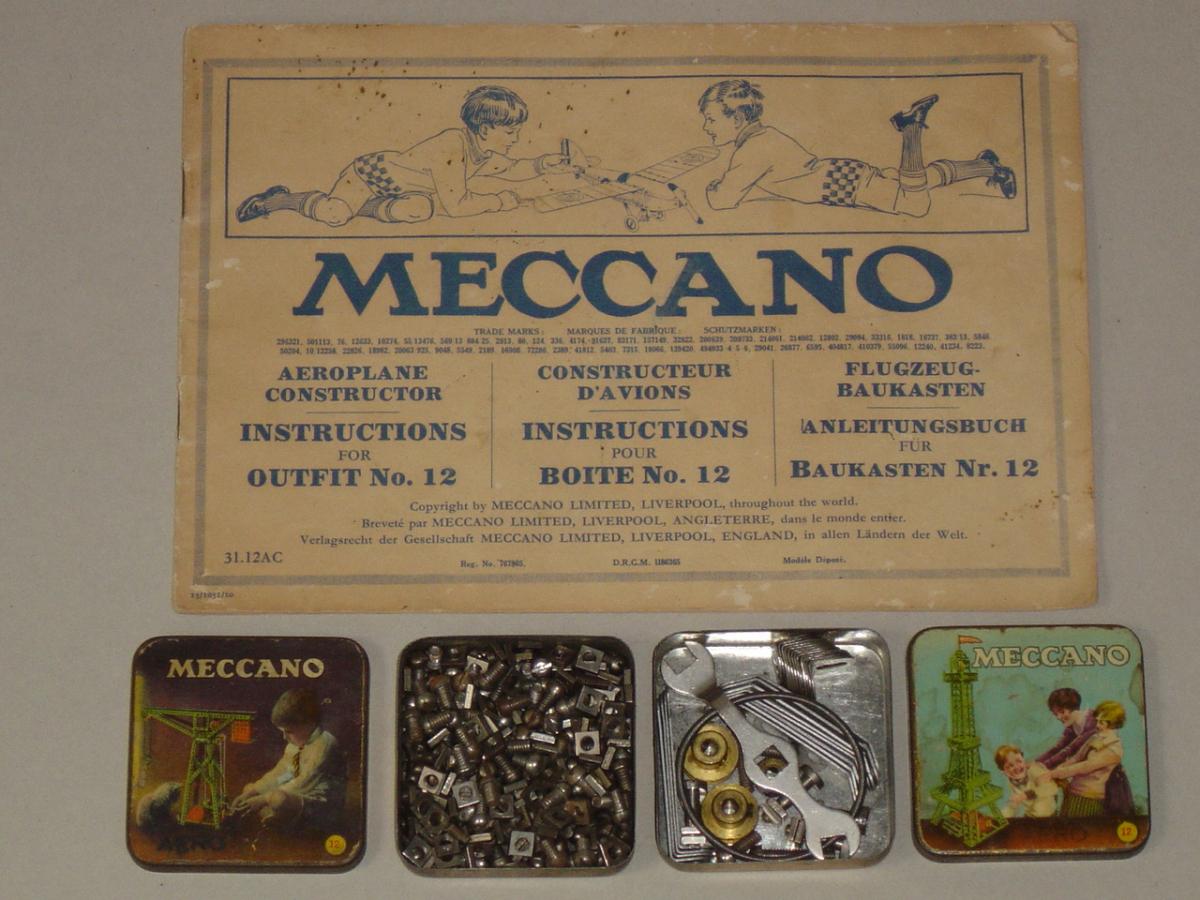 MECCANO
TRADE MARKS: MARQUES DE FABRIQUE: SCHUTZMARKEN:
AEROPLANE
CONSTRUCTOR
INSTRUCTIONS
FOR
OUTFIT No. 12
CONSTRUCTEUR
D'AVIONS
INSTRUCTIONS
POUR
BOITE No. 12
FLUGZEUG-
BAUKASTEN
ANLEITUNGSBUCH
FÜR
BAUKASTEN Nr. 12
Copyright by MECCANO LIMITED, LIVERPOOL, throughout the world.
Breveté par MECCANO LIMITED, LIVERPOOL, ANGLETERRE, dans le monde entier.
Verlagsrecht der Gesellschaft MECCANO LIMITED, LIVERPOOL, ENGLAND, in allen Ländern der Welt.
31.12AC
Reg. No. 767865. D.R.G.M. 1186365 Modèle Déposé.
MECCANO
AERO
12
MECCANO
12